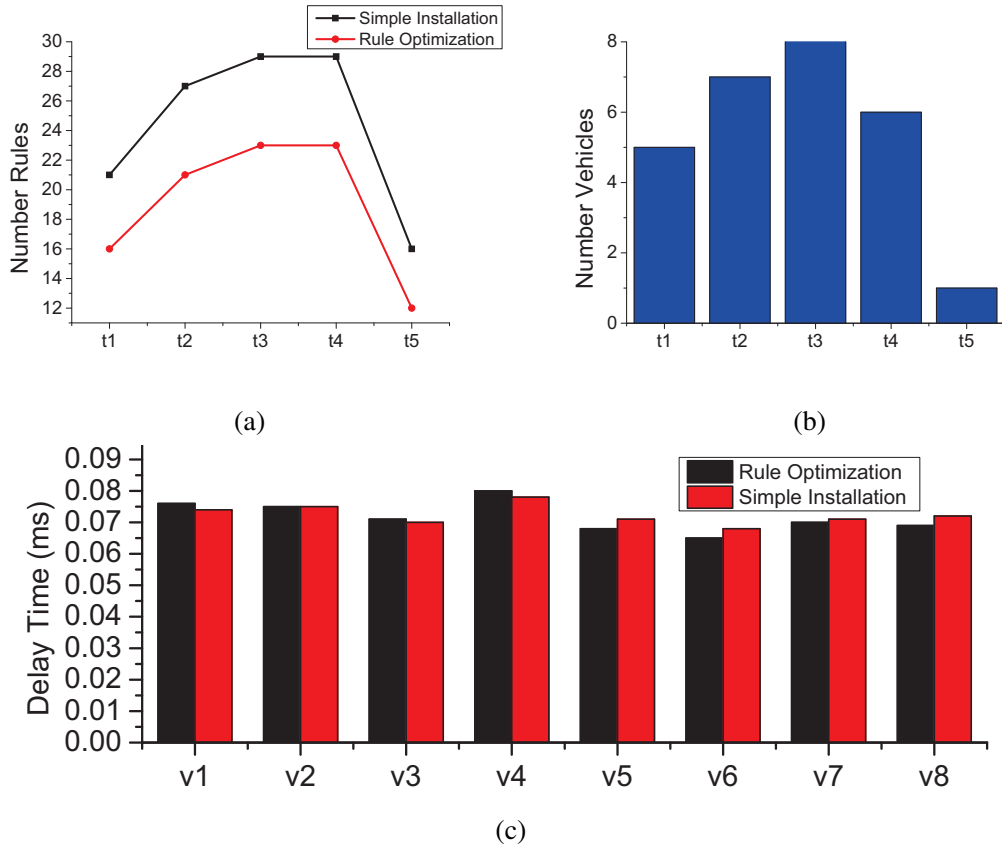 Simple Installation
Rule Optimization
30
28
26
24
22
20
18
16
14
12
Number Rules
t1 t2 t3 t4 t5
(a)
8
6
4
2
0
Number Vehicles
t1 t2 t3 t4 t5
(b)
Rule Optimization
Simple Installation
0.09
0.08
0.07
0.06
0.05
0.04
0.03
0.02
0.01
0.00
Delay Time (ms)
v1 v2 v3 v4 v5 v6 v7 v8
(c)